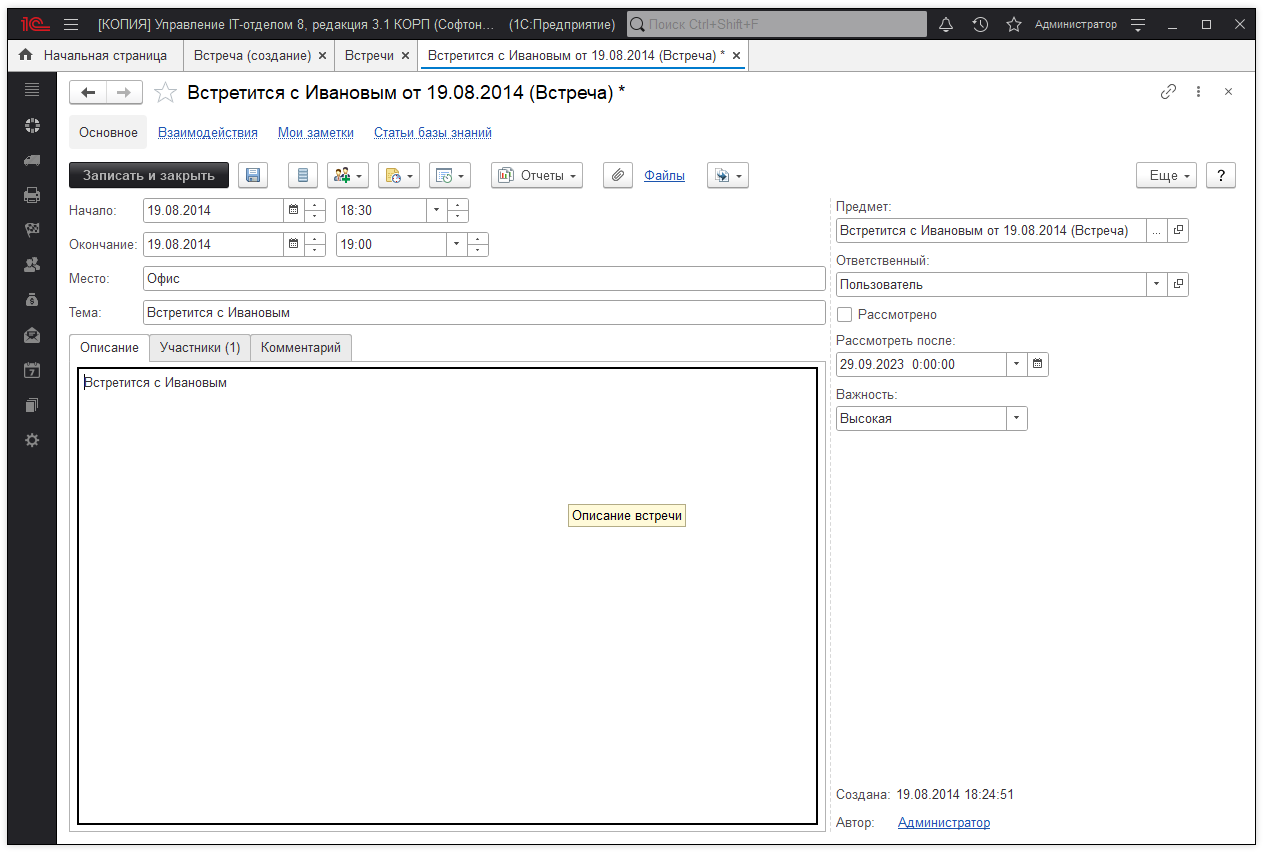 1С [КОПИЯ] Управление IT-отделом 8, редакция 3.1 КОРП (Софтон... (1С:Предприятие) Поиск Ctrl+Shift+F Администратор
Начальная страница Встреча (создание) × Встречи × Встретится с Ивановым от 19.08.2014 (Встреча) * ×
Встретится с Ивановым от 19.08.2014 (Встреча) *
Основное Взаимодействия Мои заметки Статьи базы знаний
Записать и закрыть Отчеты Файлы Еще ?
Начало: 19.08.2014 18:30
Окончание: 19.08.2014 19:00
Место: Офис
Тема: Встретится с Ивановым
Описание Участники (1) Комментарий
Встретится с Ивановым
Описание встречи
Предмет:
Встретится с Ивановым от 19.08.2014 (Встреча) ...
Ответственный:
Пользователь
Рассмотрено
Рассмотреть после:
29.09.2023 0:00:00
Важность:
Высокая
Создана: 19.08.2014 18:24:51
Автор: Администратор
7